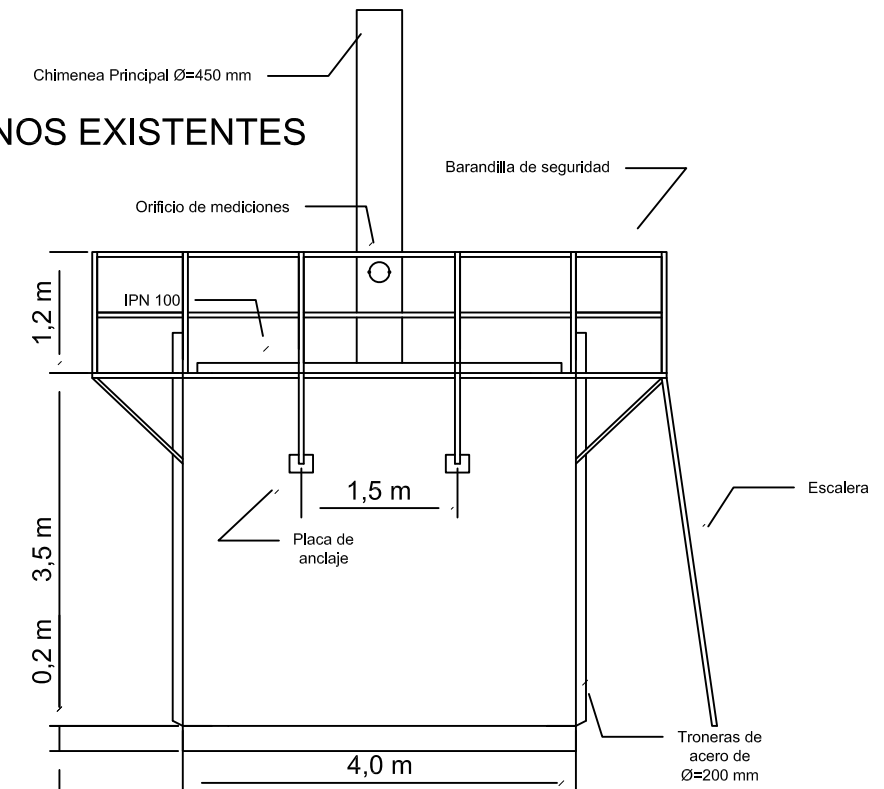 Chimenea Principal Ø=450 mm
NOS EXISTENTES
Barandilla de seguridad
Orificio de mediciones
IPN 100
1,2 m
1,5 m
Escalera
Placa de
anclaje
3,5 m
0,2 m
Troneras de
acero de
Ø=200 mm
4,0 m